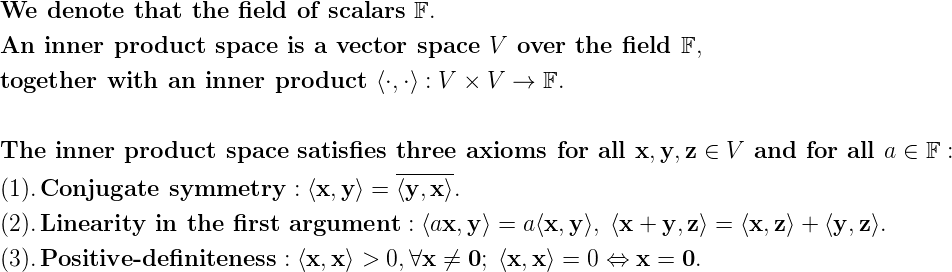 We denote that the field of scalars 𝔽.
An inner product space is a vector space V over the field 𝔽,
together with an inner product ⟨·, ·⟩ : V × V → 𝔽.
The inner product space satisfies three axioms for all x, y, z ∈ V and for all a ∈ 𝔽 :
(1). Conjugate symmetry : ⟨x, y⟩ = \overline{⟨y, x⟩}.
(2). Linearity in the first argument : ⟨ax, y⟩ = a⟨x, y⟩, ⟨x + y, z⟩ = ⟨x, z⟩ + ⟨y, z⟩.
(3). Positive-definiteness : ⟨x, x⟩ > 0, ∀x ≠ 0; ⟨x, x⟩ = 0 ⇔ x = 0.